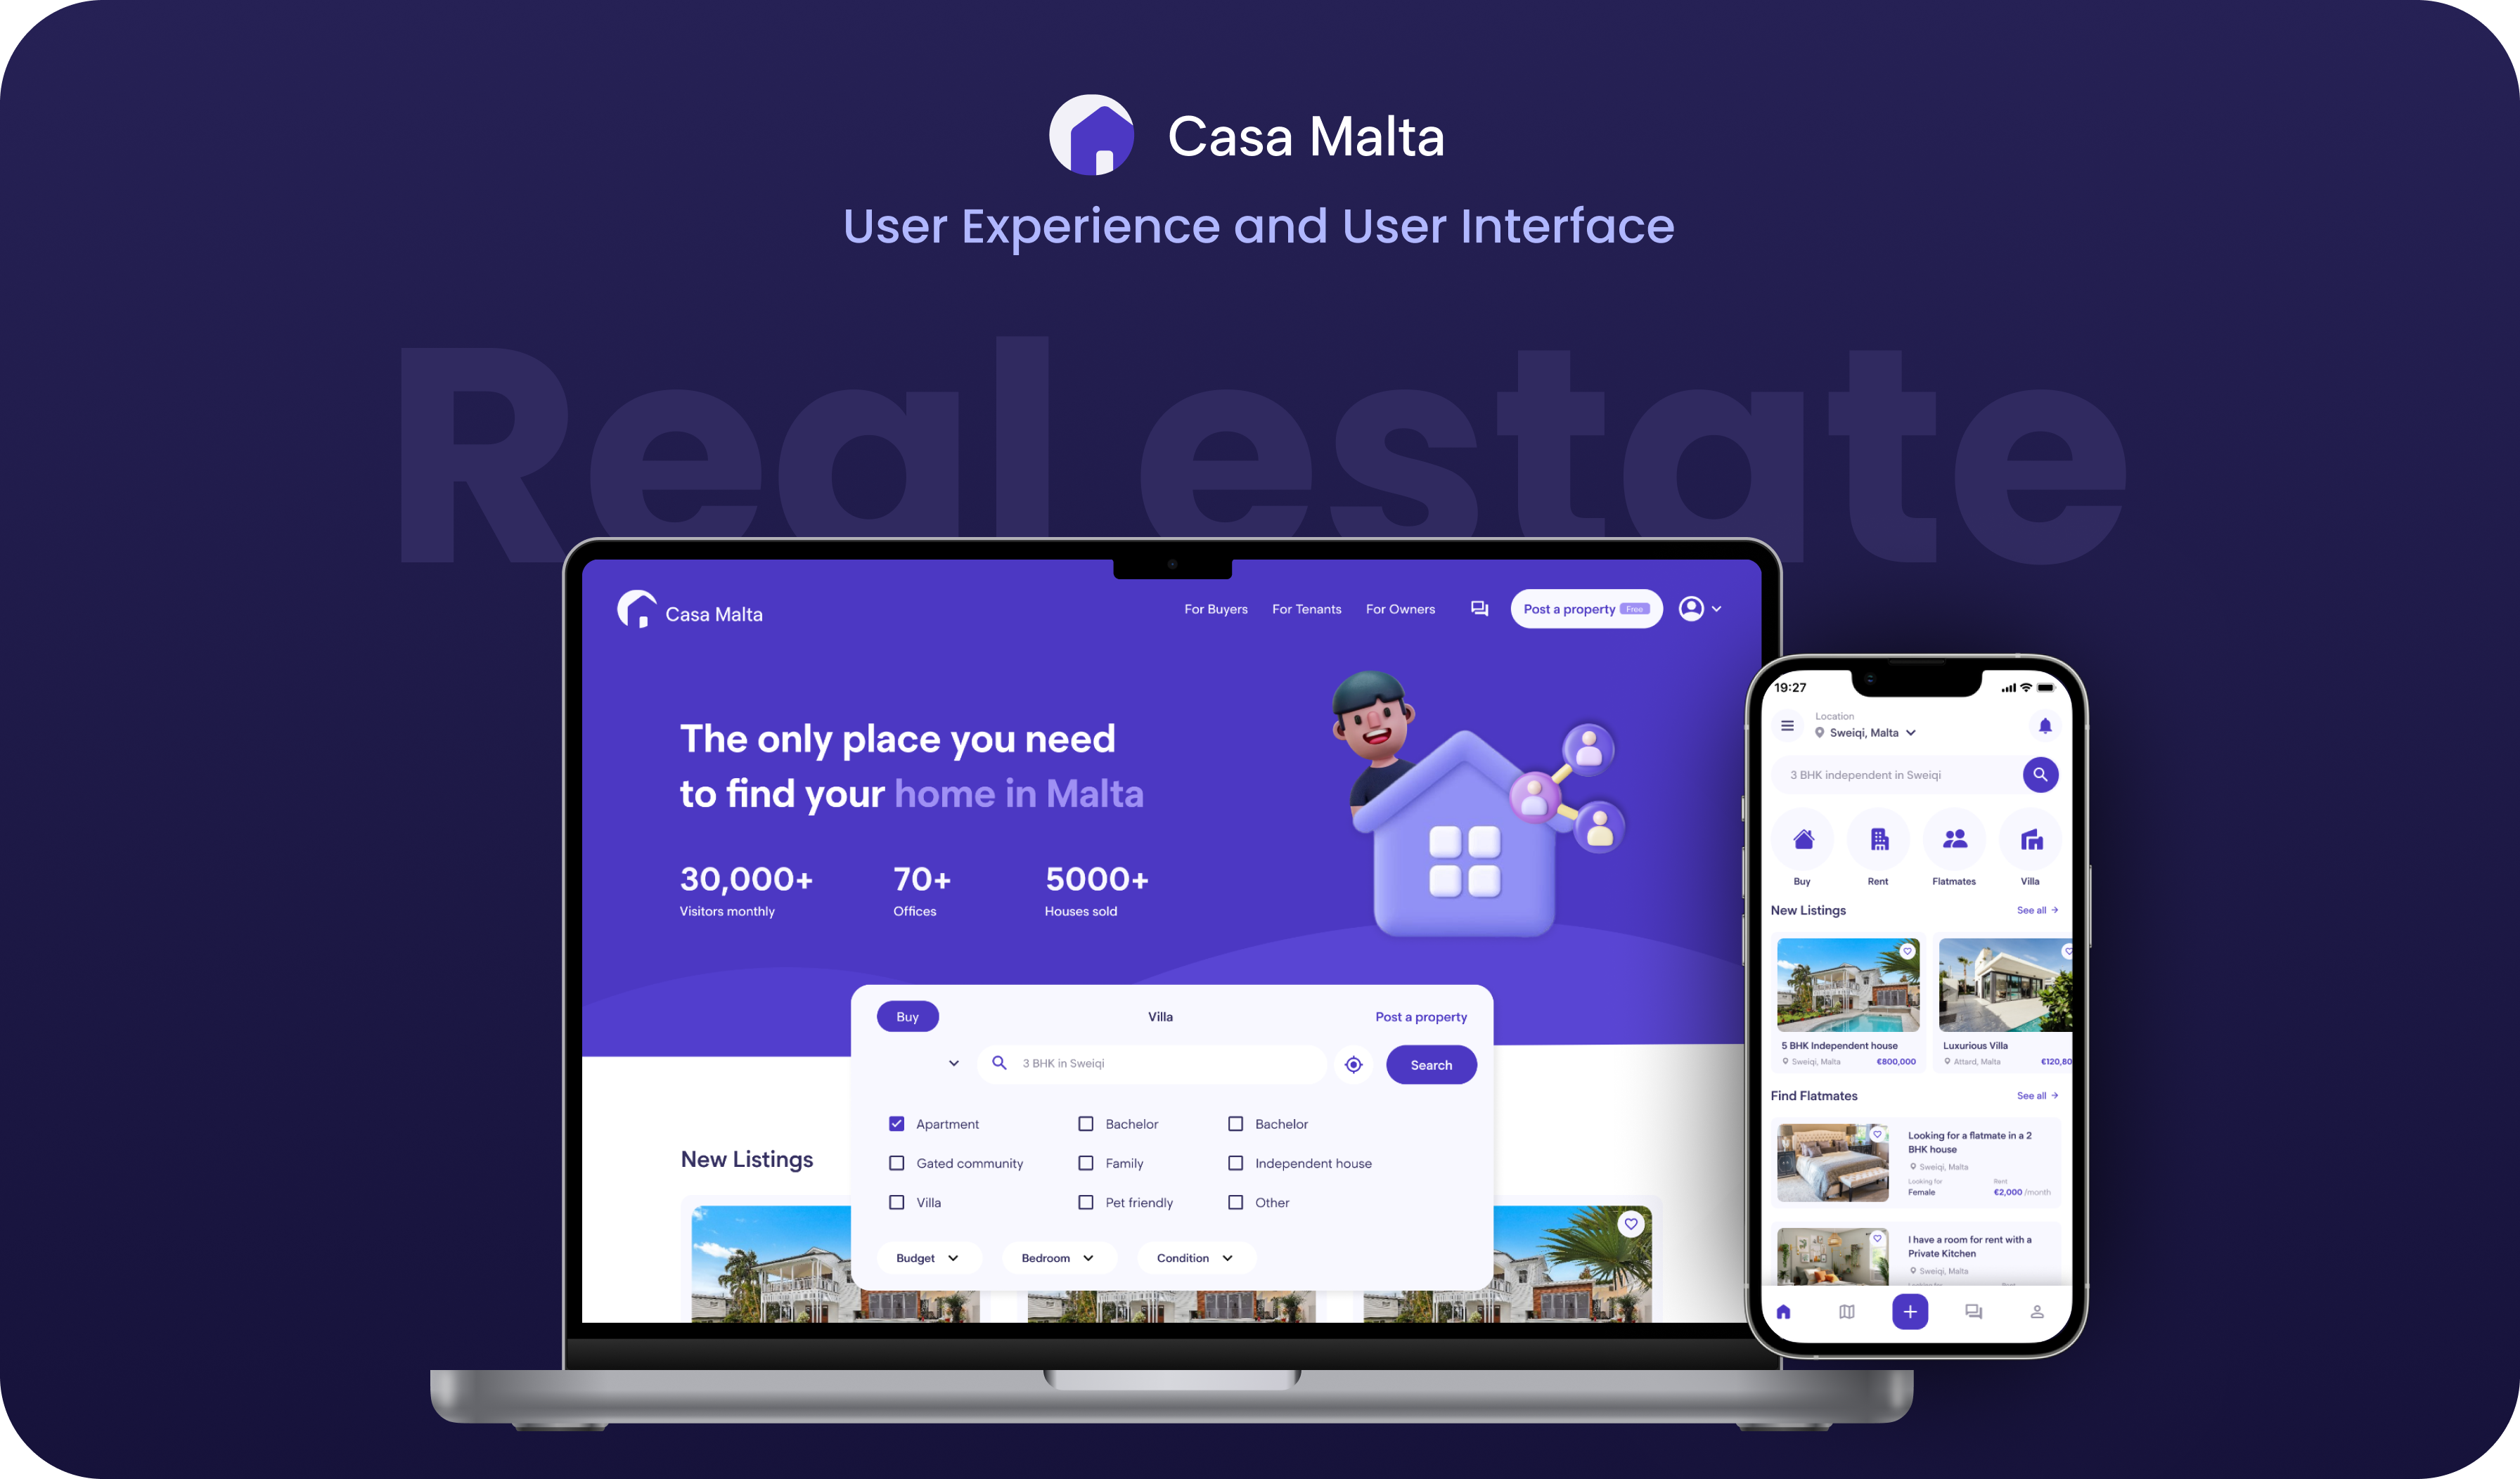 Casa Malta
User Experience and User Interface
Real estate
Casa Malta
For Buyers For Tenants For Owners Post a property Free
The only place you need
to find your home in Malta
30,000+ 70+ 5000+
Visitors monthly Offices Houses sold
Buy Villa Post a property
3 BHK in Sweiqi Search
Apartment Bachelor Bachelor
Gated community Family Independent house
Villa Pet friendly Other
Budget Bedroom Condition
New Listings
19:27
Location
Sweiqi, Malta
3 BHK independent in Sweiqi
Buy Rent Flatmates Villa
New Listings See all
5 BHK Independent house Luxurious Villa
Sweiqi, Malta €800,000 Attard, Malta €120,80
Find Flatmates See all
Looking for a flatmate in a 2
BHK house
Sweiqi, Malta
Looking for Rent
Female €2,000 /month
I have a room for rent with a
Private Kitchen
Sweiqi, Malta